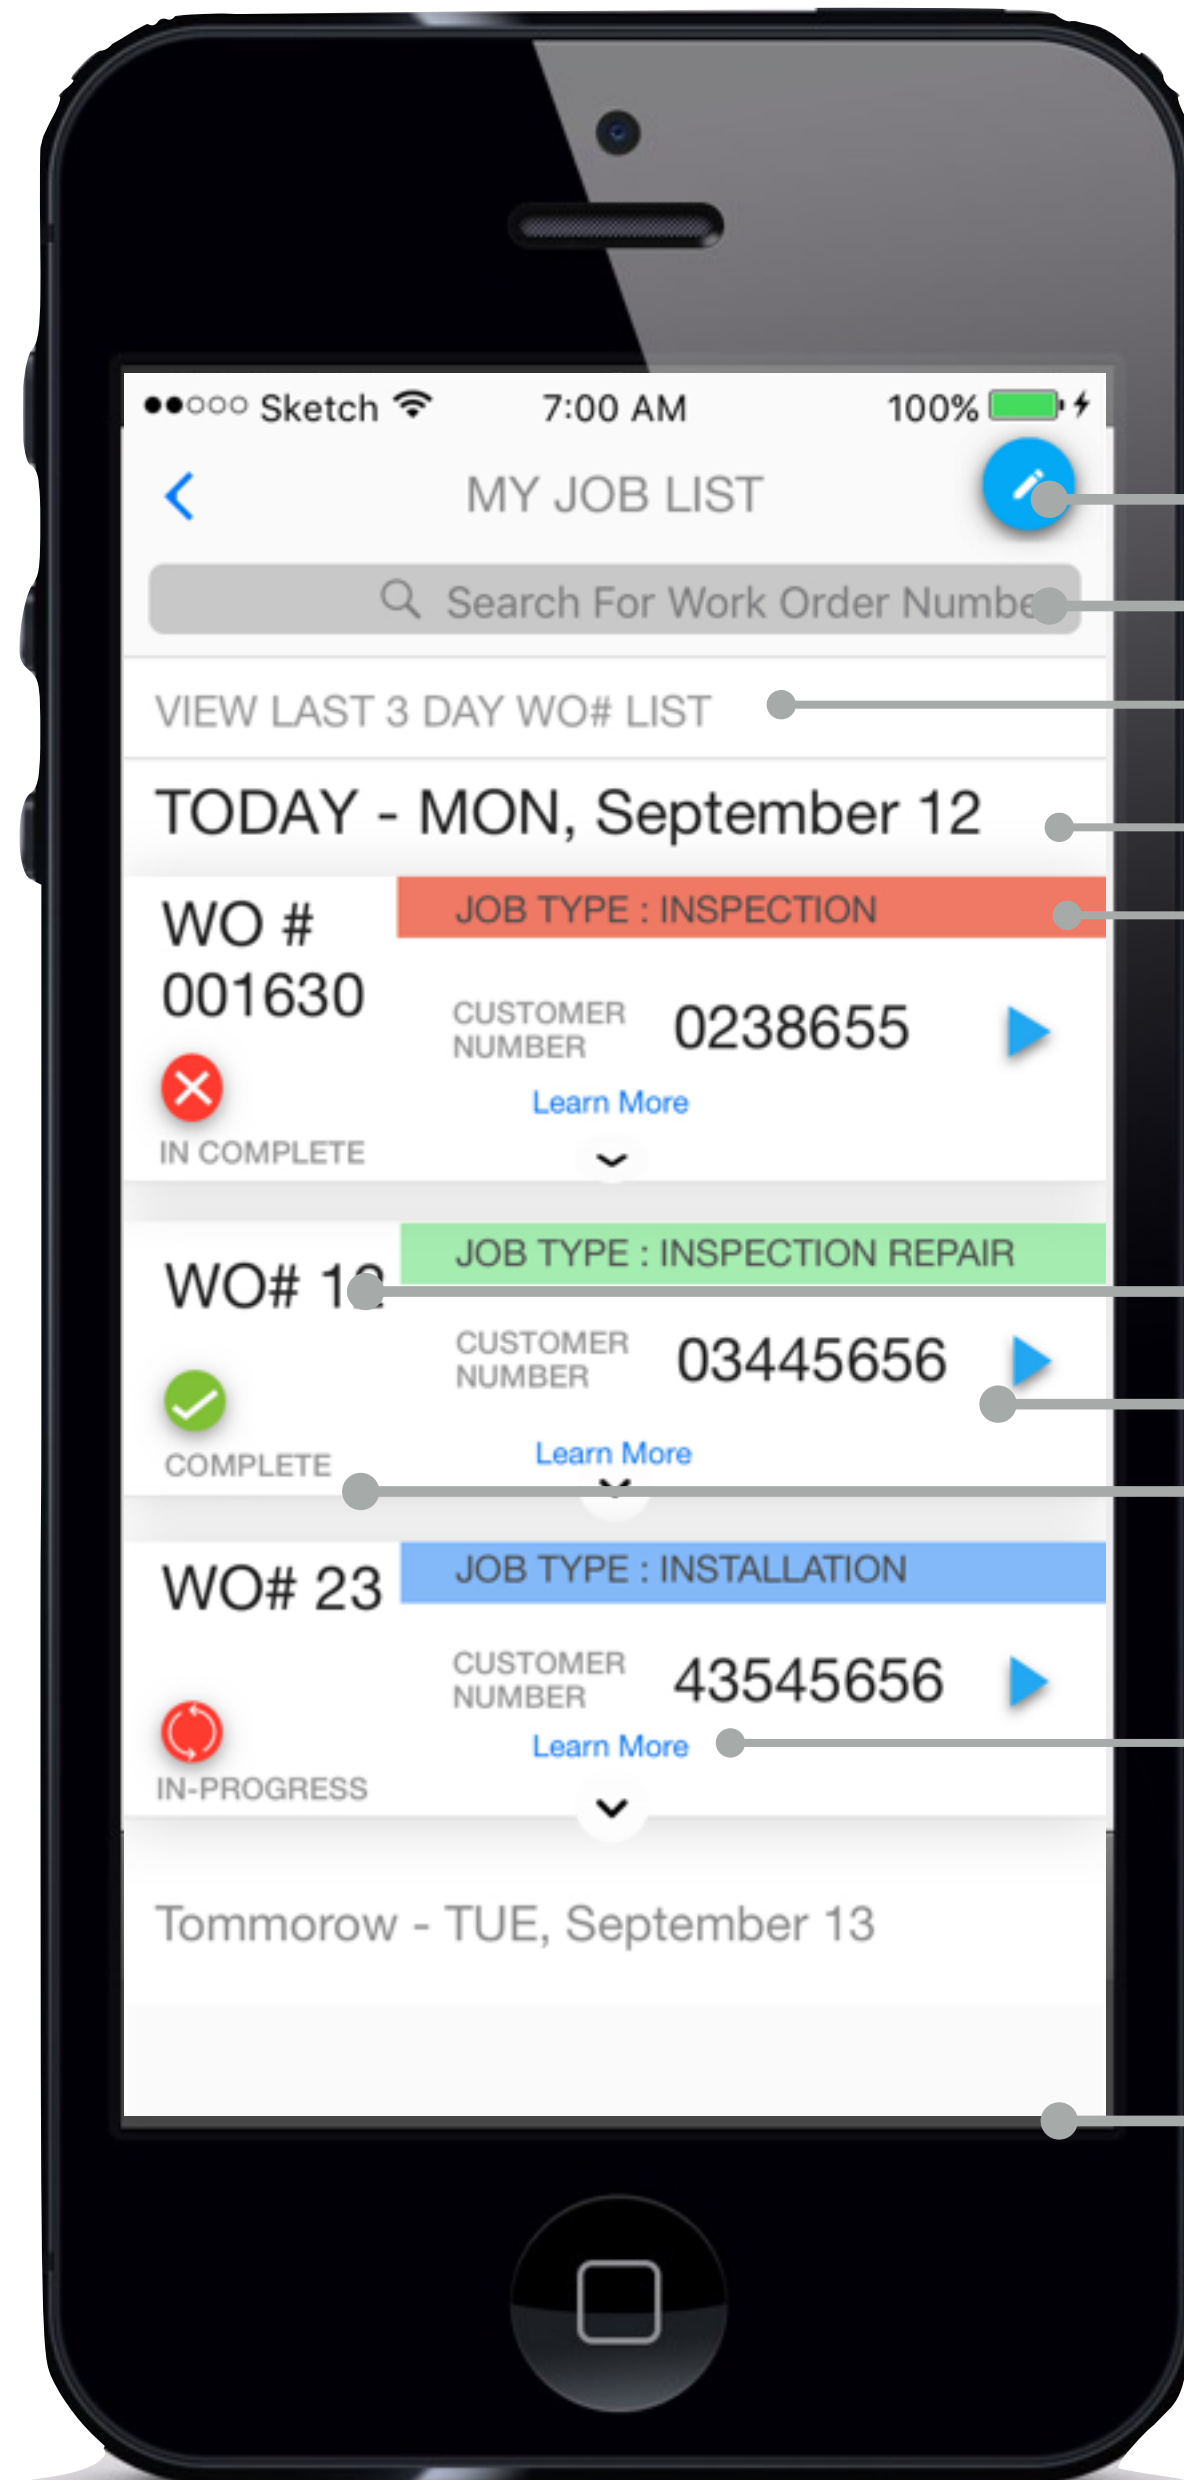 Sketch 7:00 AM 100%
MY JOB LIST
Search For Work Order Numbe
VIEW LAST 3 DAY WO# LIST
TODAY - MON, September 12
WO #
001630
JOB TYPE : INSPECTION
CUSTOMER
NUMBER
0238655
Learn More
IN COMPLETE
WO# 12
JOB TYPE : INSPECTION REPAIR
CUSTOMER
NUMBER
03445656
Learn More
COMPLETE
WO# 23
JOB TYPE : INSTALLATION
CUSTOMER
NUMBER
43545656
Learn More
IN-PROGRESS
Tommorow - TUE, September 13